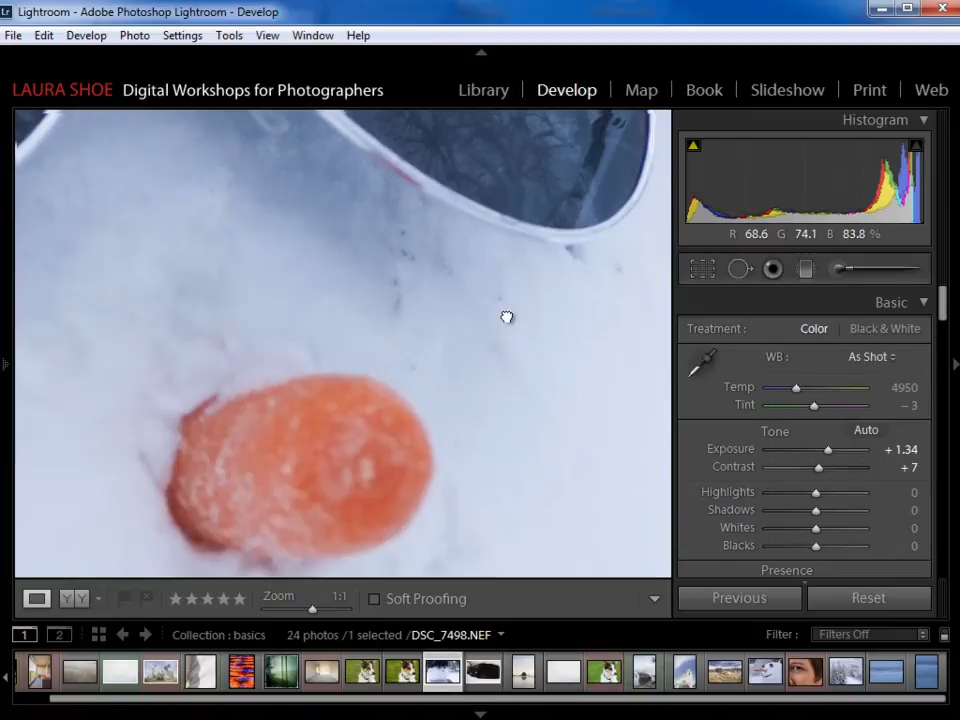 Lr Lightroom - Adobe Photoshop Lightroom - Develop
File Edit Develop Photo Settings Tools View Window Help
LAURA SHOE Digital Workshops for Photographers Library Develop Map Book Slideshow Print Web
Histogram
R 68.6 G 74.1 B 83.8 %
Basic
Treatment : Color Black & White
WB : As Shot
Temp 4950
Tint – 3
Tone Auto
Exposure + 1.34
Contrast + 7
Highlights 0
Shadows 0
Whites 0
Blacks 0
Presence
Y Y Zoom 1:1 Soft Proofing Previous Reset
1 2 Collection : basics 24 photos /1 selected /DSC_7498.NEF Filter : Filters Off